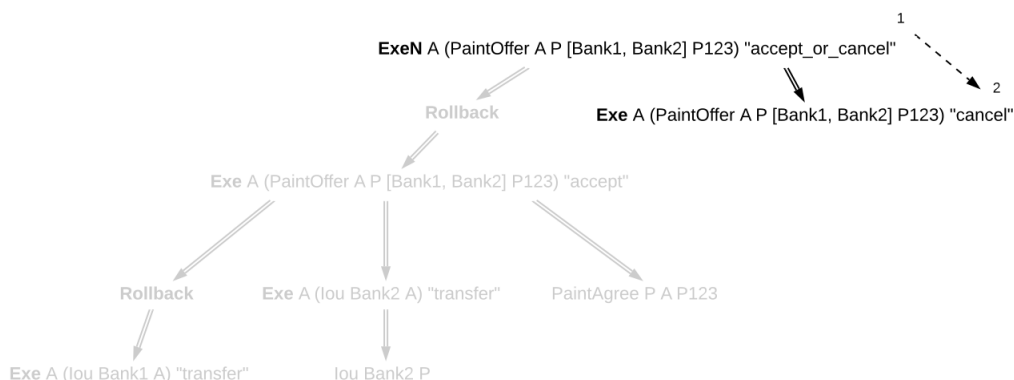 1
ExeN A (PaintOffer A P [Bank1, Bank2] P123) "accept_or_cancel"
2
Rollback
Exe A (PaintOffer A P [Bank1, Bank2] P123) "cancel"
Exe A (PaintOffer A P [Bank1, Bank2] P123) "accept"
Rollback
Exe A (Iou Bank2 A) "transfer"
PaintAgree P A P123
Exe A (Iou Bank1 A) "transfer"
Iou Bank2 P